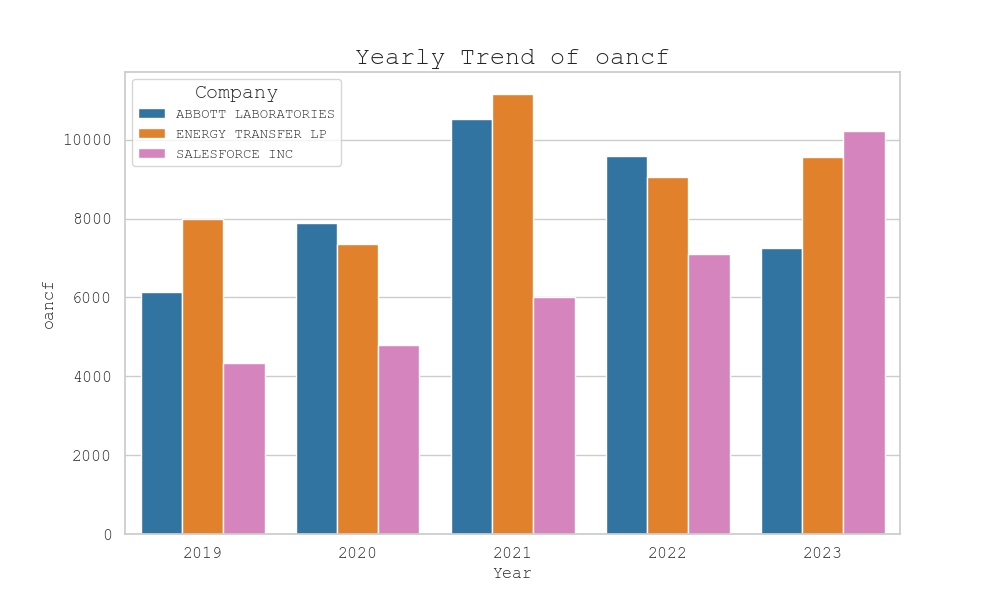 Yearly Trend of oancf
Company
ABBOTT LABORATORIES
ENERGY TRANSFER LP
SALESFORCE INC
10000
8000
6000
4000
2000
0
oancf
2019 2020 2021 2022 2023
Year